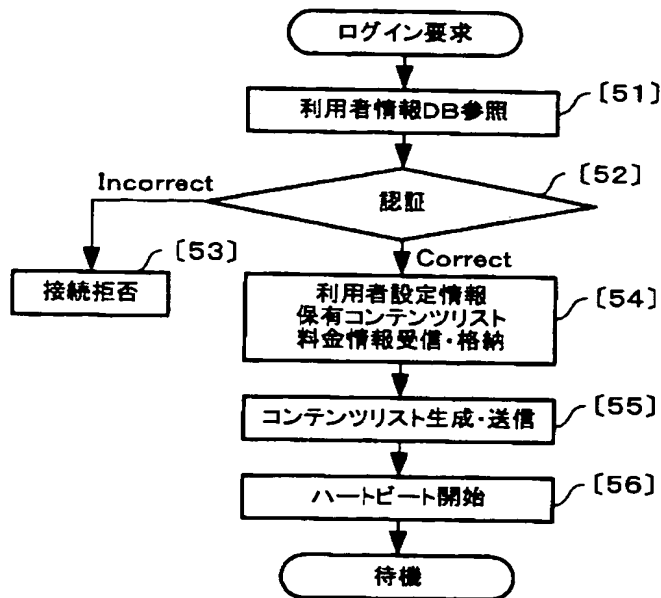 ログイン要求
利用者情報DB参照
〔51〕
認証
〔52〕
Incorrect
Correct
接続拒否
〔53〕
利用者設定情報
保有コンテンツリスト
料金情報受信・格納
〔54〕
コンテンツリスト生成・送信
〔55〕
ハートビート開始
〔56〕
待機